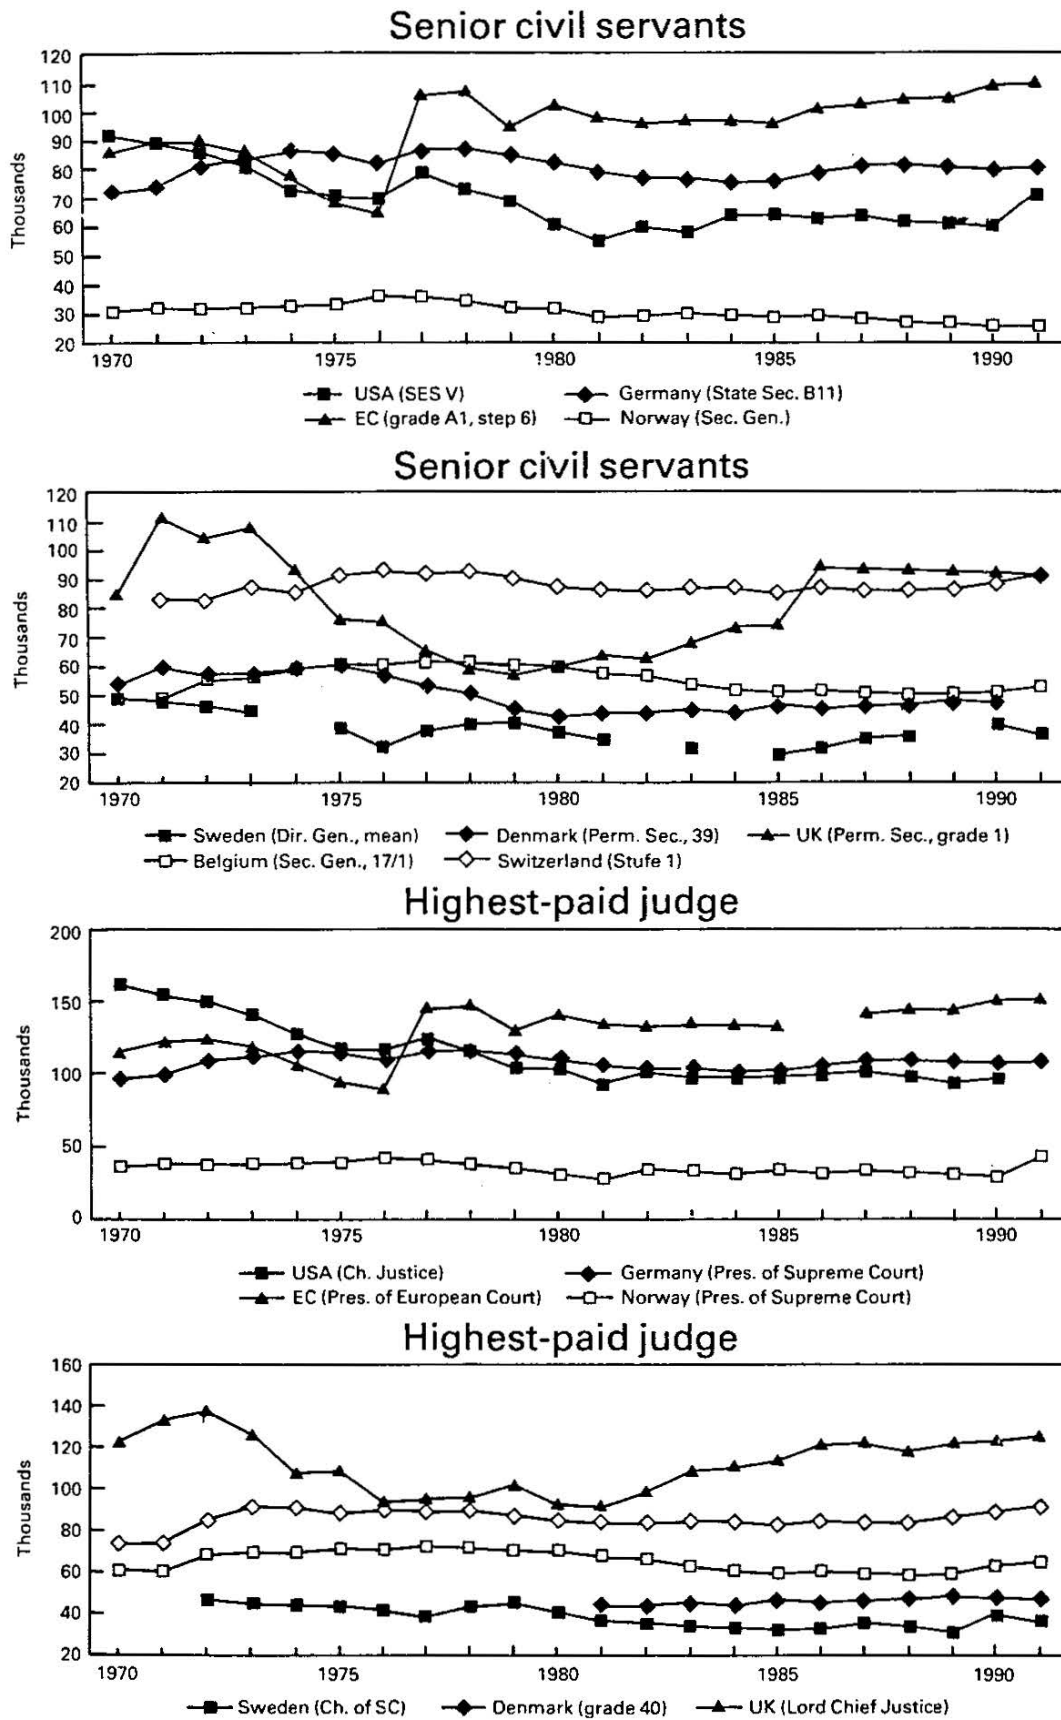 Senior civil servants
120
110
100
90
80
70
60
50
40
30
20
Thousands
1970 1975 1980 1985 1990
USA (SES V) Germany (State Sec. B11)
EC (grade A1, step 6) Norway (Sec. Gen.)
Senior civil servants
120
110
100
90
80
70
60
50
40
30
20
Thousands
1970 1975 1980 1985 1990
Sweden (Dir. Gen., mean) Denmark (Perm. Sec., 39) UK (Perm. Sec., grade 1)
Belgium (Sec. Gen., 17/1) Switzerland (Stufe 1)
Highest-paid judge
200
150
100
50
0
Thousands
1970 1975 1980 1985 1990
USA (Ch. Justice) Germany (Pres. of Supreme Court)
EC (Pres. of European Court) Norway (Pres. of Supreme Court)
Highest-paid judge
160
140
120
100
80
60
40
20
Thousands
1970 1975 1980 1985 1990
Sweden (Ch. of SC) Denmark (grade 40) UK (Lord Chief Justice)